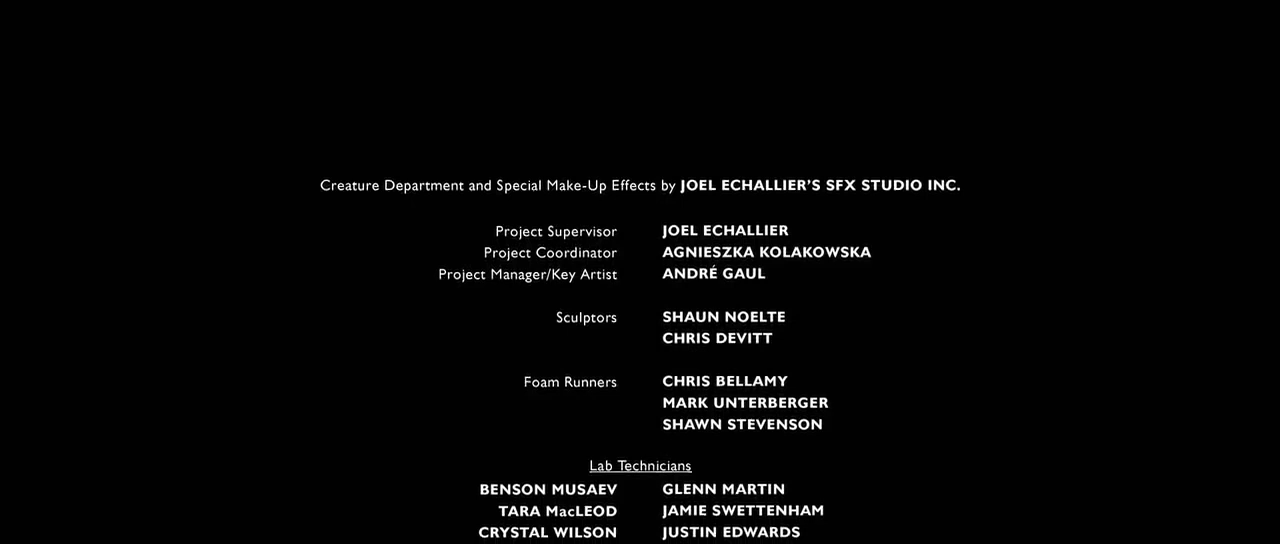 Creature Department and Special Make-Up Effects by JOEL ECHALLIER'S SFX STUDIO INC.
Project Supervisor JOEL ECHALLIER
Project Coordinator AGNIESZKA KOLAKOWSKA
Project Manager/Key Artist ANDRÉ GAUL
Sculptors SHAUN NOELTE
CHRIS DEVITT
Foam Runners CHRIS BELLAMY
MARK UNTERBERGER
SHAWN STEVENSON
Lab Technicians
BENSON MUSAEV GLENN MARTIN
TARA MacLEOD JAMIE SWETTENHAM
CRYSTAL WILSON JUSTIN EDWARDS